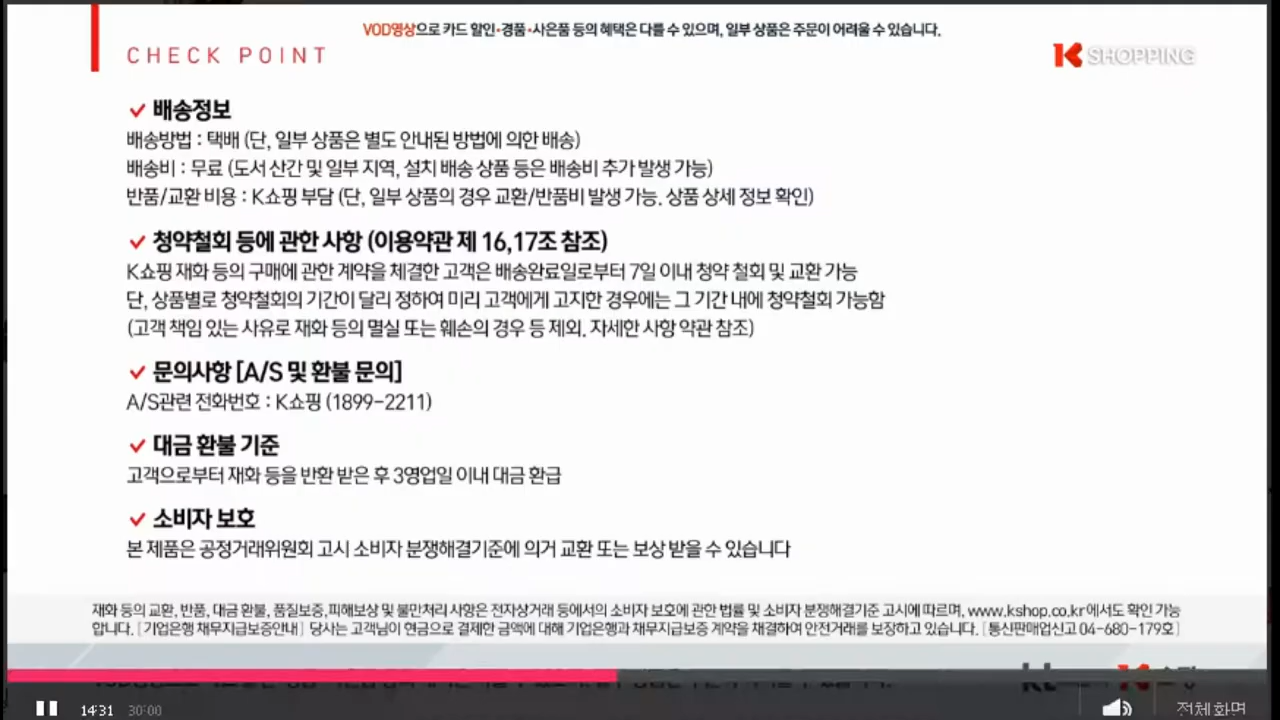 VOD영상으로 카드 할인·경품·사은품 등의 혜택은 다를 수 있으며, 일부 상품은 주문이 어려울 수 있습니다.
CHECK POINT
K SHOPPING
배송정보
배송방법 : 택배 (단, 일부 상품은 별도 안내된 방법에 의한 배송)
배송비 : 무료 (도서 산간 및 일부 지역, 설치 배송 상품 등은 배송비 추가 발생 가능)
반품/교환 비용 : K쇼핑 부담 (단, 일부 상품의 경우 교환/반품비 발생 가능. 상품 상세 정보 확인)
청약철회 등에 관한 사항 (이용약관 제 16,17조 참조)
K쇼핑 재화 등의 구매에 관한 계약을 체결한 고객은 배송완료일로부터 7일 이내 청약 철회 및 교환 가능
단, 상품별로 청약철회의 기간이 달리 정하여 미리 고객에게 고지한 경우에는 그 기간 내에 청약철회 가능함
(고객 책임 있는 사유로 재화 등의 멸실 또는 훼손의 경우 등 제외. 자세한 사항 약관 참조)
문의사항 [A/S 및 환불 문의]
A/S관련 전화번호 : K쇼핑 (1899-2211)
대금 환불 기준
고객으로부터 재화 등을 반환 받은 후 3영업일 이내 대금 환급
소비자 보호
본 제품은 공정거래위원회 고시 소비자 분쟁해결기준에 의거 교환 또는 보상 받을 수 있습니다
재화 등의 교환, 반품, 대금 환불, 품질보증,피해보상 및 불만처리 사항은 전자상거래 등에서의 소비자 보호에 관한 법률 및 소비자 분쟁해결기준 고시에 따르며, www.kshop.co.kr에서도 확인 가능
합니다. [기업은행 채무지급보증안내] 당사는 고객님이 현금으로 결제한 금액에 대해 기업은행과 채무지급보증 계약을 체결하여 안전거래를 보장하고 있습니다. [통신판매업신고 04-680-179호]
14:31 30:00 전체화면